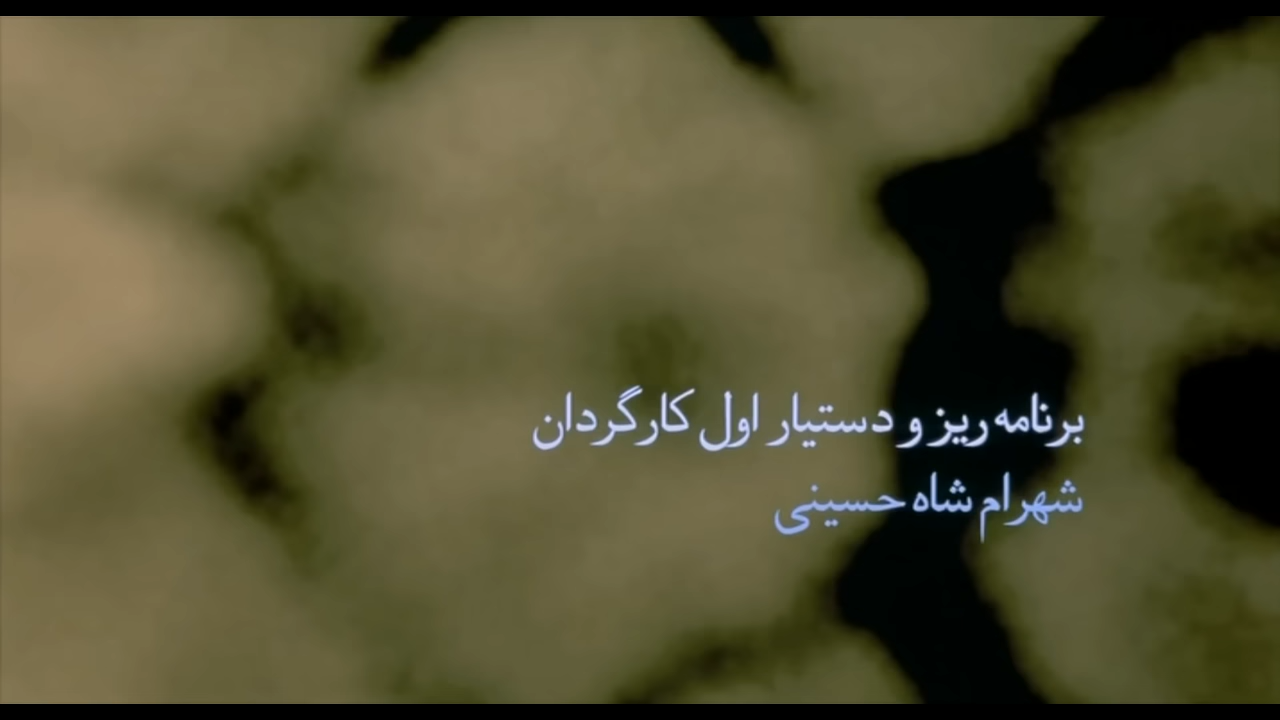 برنامه ریز و دستیار اول کارگردان
شهرام شاه حسینی